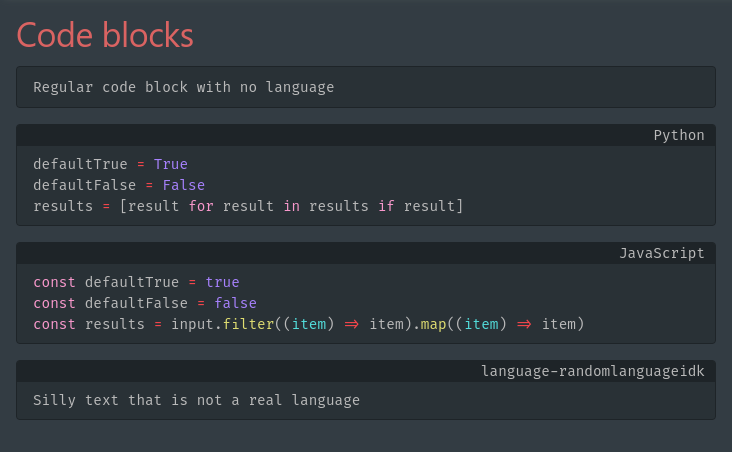 Code blocks
Regular code block with no language
Python
defaultTrue = True
defaultFalse = False
results = [result for result in results if result]
JavaScript
const defaultTrue = true
const defaultFalse = false
const results = input.filter((item) => item).map((item) => item)
language-randomlanguageidk
Silly text that is not a real language